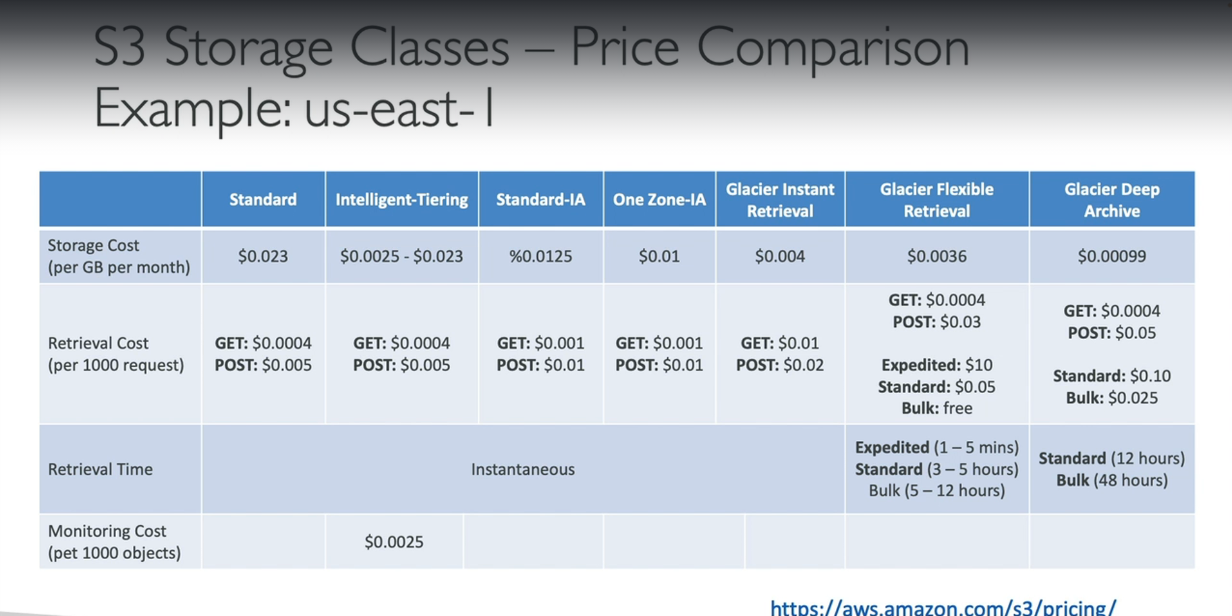 S3 Storage Classes – Price Comparison
Example: us-east-1
Standard
Intelligent-Tiering
Standard-IA
One Zone-IA
Glacier Instant
Retrieval
Glacier Flexible
Retrieval
Glacier Deep
Archive
Storage Cost
(per GB per month)
$0.023
$0.0025 - $0.023
%0.0125
$0.01
$0.004
$0.0036
$0.00099
Retrieval Cost
(per 1000 request)
GET: $0.0004
POST: $0.005
GET: $0.0004
POST: $0.005
GET: $0.001
POST: $0.01
GET: $0.001
POST: $0.01
GET: $0.01
POST: $0.02
GET: $0.0004
POST: $0.03
Expedited: $10
Standard: $0.05
Bulk: free
GET: $0.0004
POST: $0.05
Standard: $0.10
Bulk: $0.025
Retrieval Time
Instantaneous
Expedited (1 – 5 mins)
Standard (3 – 5 hours)
Bulk (5 – 12 hours)
Standard (12 hours)
Bulk (48 hours)
Monitoring Cost
(pet 1000 objects)
$0.0025
https://aws.amazon.com/s3/pricing/